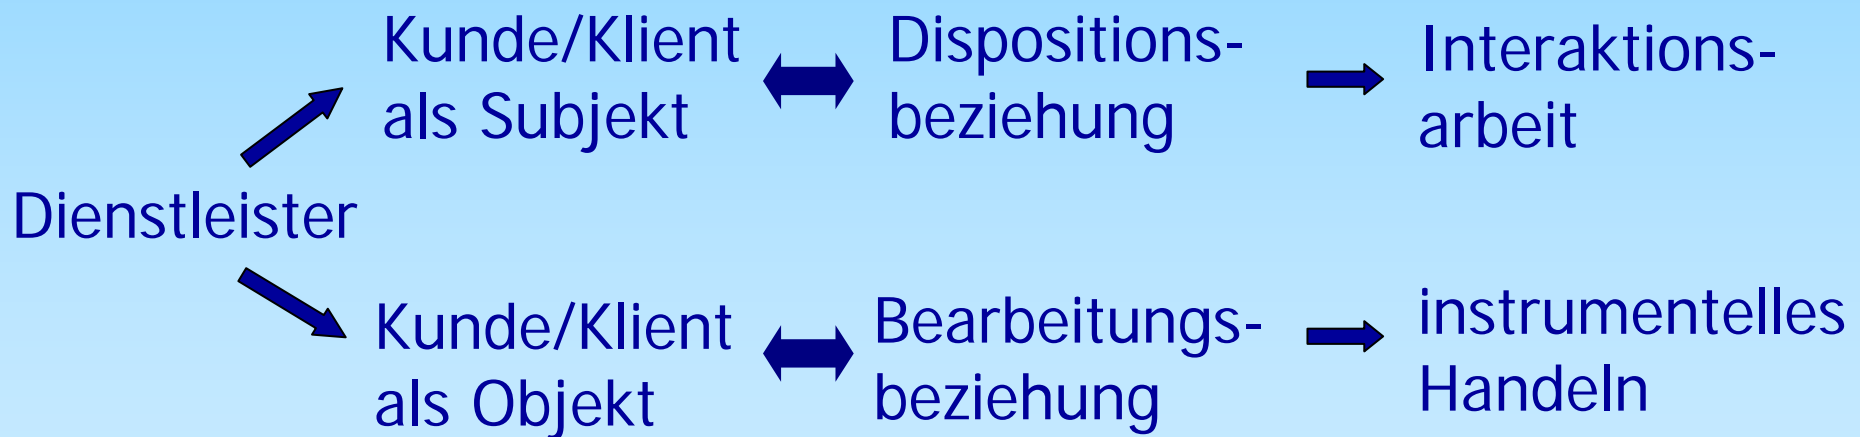 Kunde/Klient
als Subjekt
Dispositions-
beziehung
Interaktions-
arbeit
Dienstleister
Kunde/Klient
als Objekt
Bearbeitungs-
beziehung
instrumentelles
Handeln